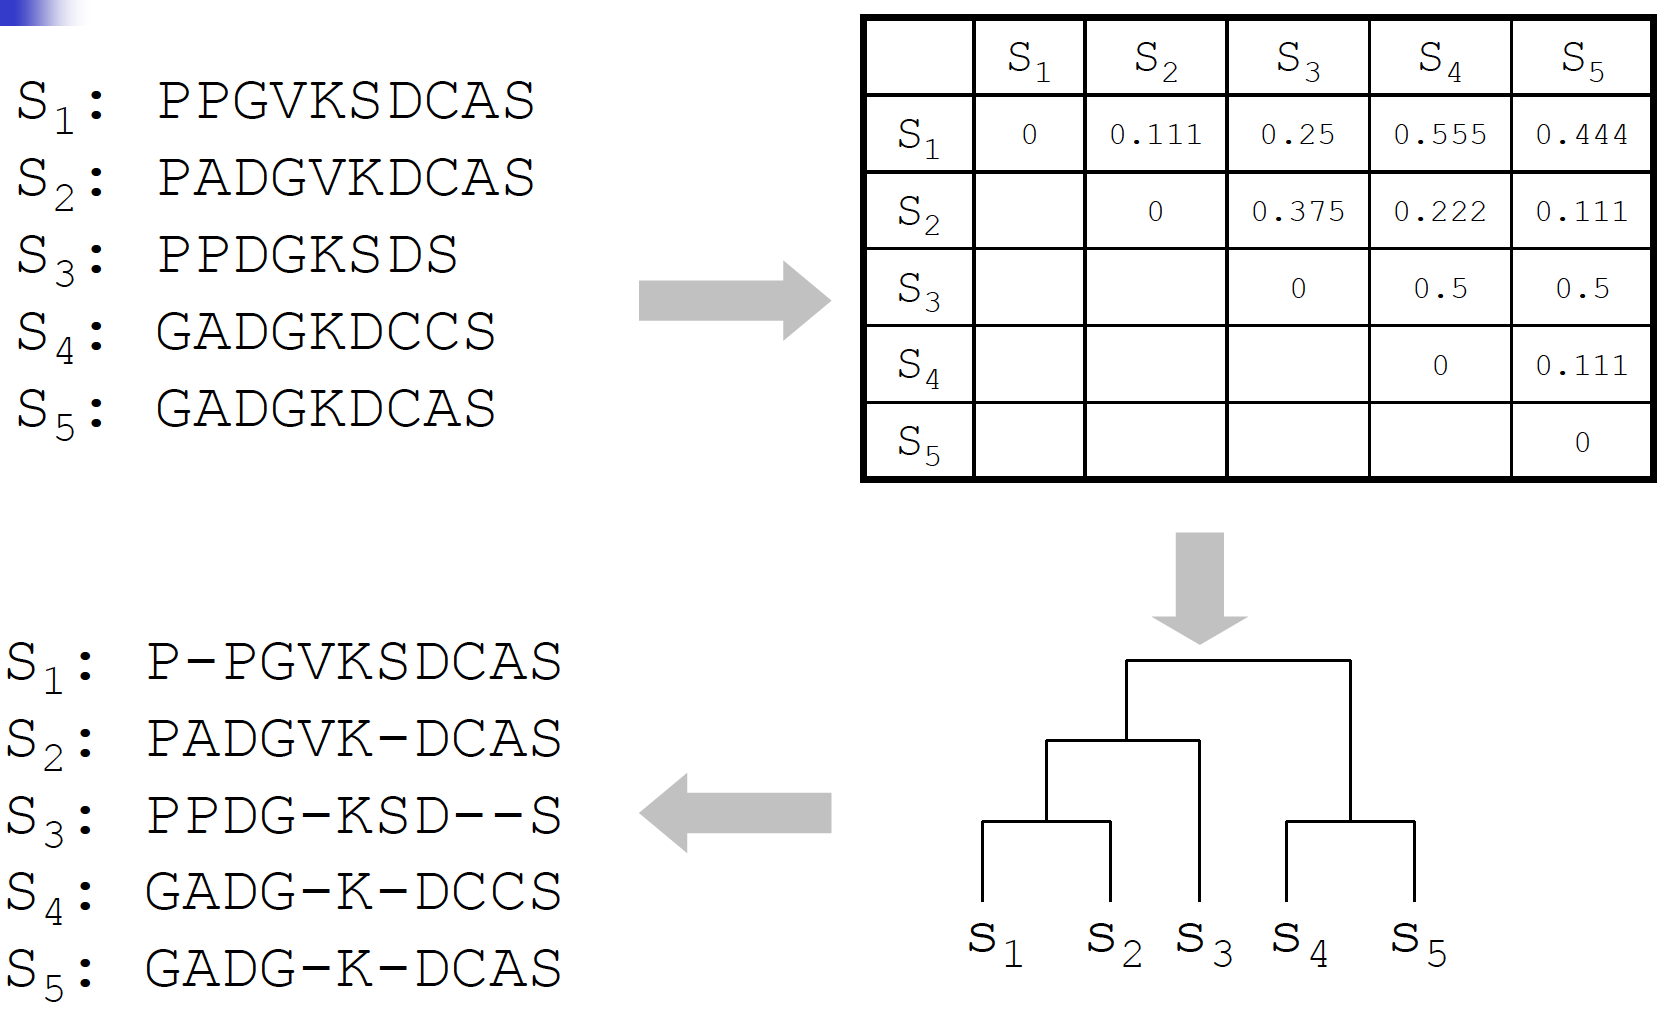 S1: PPGVKSDCAS
S2: PADGVKDCAS
S3: PPDGKSDS
S4: GADGKDCCS
S5: GADGKDCAS
S1 S2 S3 S4 S5
S1 0 0.111 0.25 0.555 0.444
S2 0 0.375 0.222 0.111
S3 0 0.5 0.5
S4 0 0.111
S5 0
S1: P-PGVKSDCAS
S2: PADGVK-DCAS
S3: PPDG-KSD--S
S4: GADG-K-DCCS
S5: GADG-K-DCAS
S1 S2 S3 S4 S5